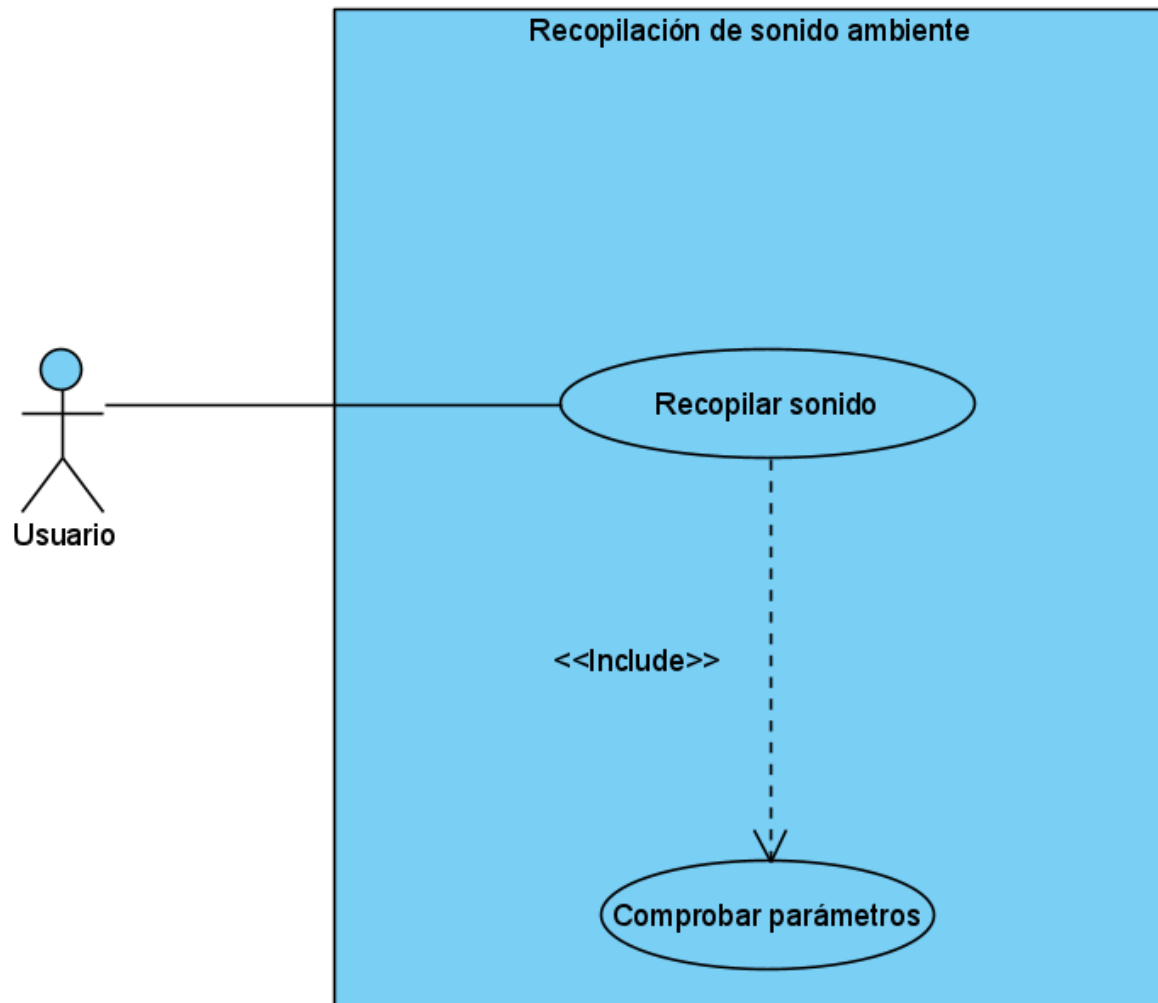 Recopilación de sonido ambiente
Recopilar sonido
Usuario
<<Include>>
Comprobar parámetros